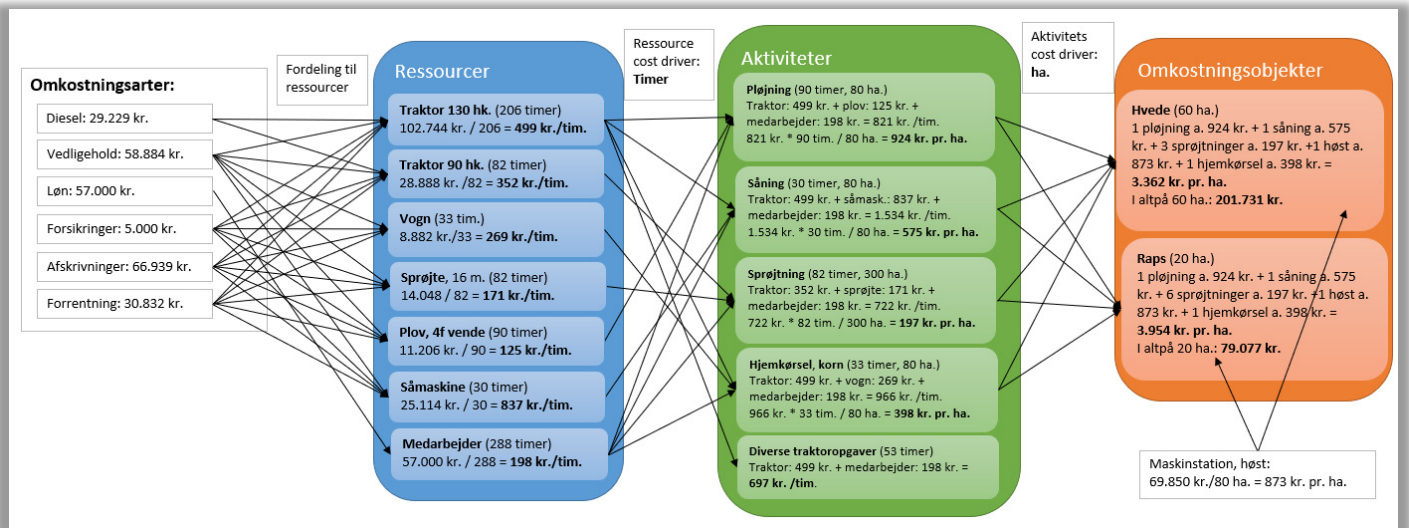 Omkostningsarter:
Diesel: 29.229 kr.
Vedligehold: 58.884 kr.
Løn: 57.000 kr.
Forsikringer: 5.000 kr.
Afskrivninger: 66.939 kr.
Forrentning: 30.832 kr.
Fordeling til
ressourcer
Ressourcer
Traktor 130 hk. (206 timer)
102.744 kr. / 206 = 499 kr./tim.
Traktor 90 hk. (82 timer)
28.888 kr. /82 = 352 kr./tim.
Vogn (33 tim.)
8.882 kr./33 = 269 kr./tim.
Sprøjte, 16 m. (82 timer)
14.048 / 82 = 171 kr./tim.
Plov, 4f vende (90 timer)
11.206 kr. / 90 = 125 kr./tim.
Såmaskine (30 timer)
25.114 kr. / 30 = 837 kr./tim.
Medarbejder (288 timer)
57.000 kr. / 288 = 198 kr./tim.
Ressource
cost driver:
Timer
Aktiviteter
Pløjning (90 timer, 80 ha.)
Traktor: 499 kr. + plov: 125 kr. +
medarbejder: 198 kr. = 821 kr. /tim.
821 kr. * 90 tim. / 80 ha. = 924 kr. pr. ha.
Såning (30 timer, 80 ha.)
Traktor: 499 kr. + såmask.: 837 kr. +
medarbejder: 198 kr. = 1.534 kr. /tim.
1.534 kr. * 30 tim. / 80 ha. = 575 kr. pr. ha.
Sprøjtning (82 timer, 300 ha.)
Traktor: 352 kr. + sprøjte: 171 kr. +
medarbejder: 198 kr. = 722 kr. /tim.
722 kr. * 82 tim. / 300 ha. = 197 kr. pr. ha.
Hjemkørsel, korn (33 timer, 80 ha.)
Traktor: 499 kr. + vogn: 269 kr. +
medarbejder: 198 kr. = 966 kr. /tim.
966 kr. * 33 tim. / 80 ha. = 398 kr. pr. ha.
Diverse traktoropgaver (53 timer)
Traktor: 499 kr. + medarbejder: 198 kr. =
697 kr. /tim.
Aktivitets
cost driver:
ha.
Omkostningsobjekter
Hvede (60 ha.)
1 pløjning a. 924 kr. + 1 såning a. 575
kr. + 3 sprøjtninger a. 197 kr. +1 høst a.
873 kr. + 1 hjemkørsel a. 398 kr. =
3.362 kr. pr. ha.
I altpå 60 ha.: 201.731 kr.
Raps (20 ha.)
1 pløjning a. 924 kr. + 1 såning a. 575
kr. + 6 sprøjtninger a. 197 kr. +1 høst a.
873 kr. + 1 hjemkørsel a. 398 kr. =
3.954 kr. pr. ha.
I altpå 20 ha.: 79.077 kr.
Maskinstation, høst:
69.850 kr./80 ha. = 873 kr. pr. ha.